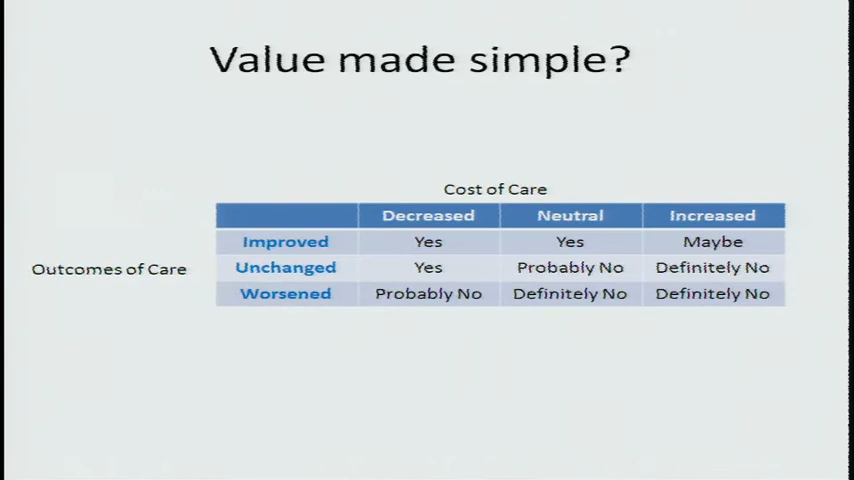 Value made simple?
Cost of Care
Decreased Neutral Increased
Improved Yes Yes Maybe
Outcomes of Care
Unchanged Yes Probably No Definitely No
Worsened Probably No Definitely No Definitely No